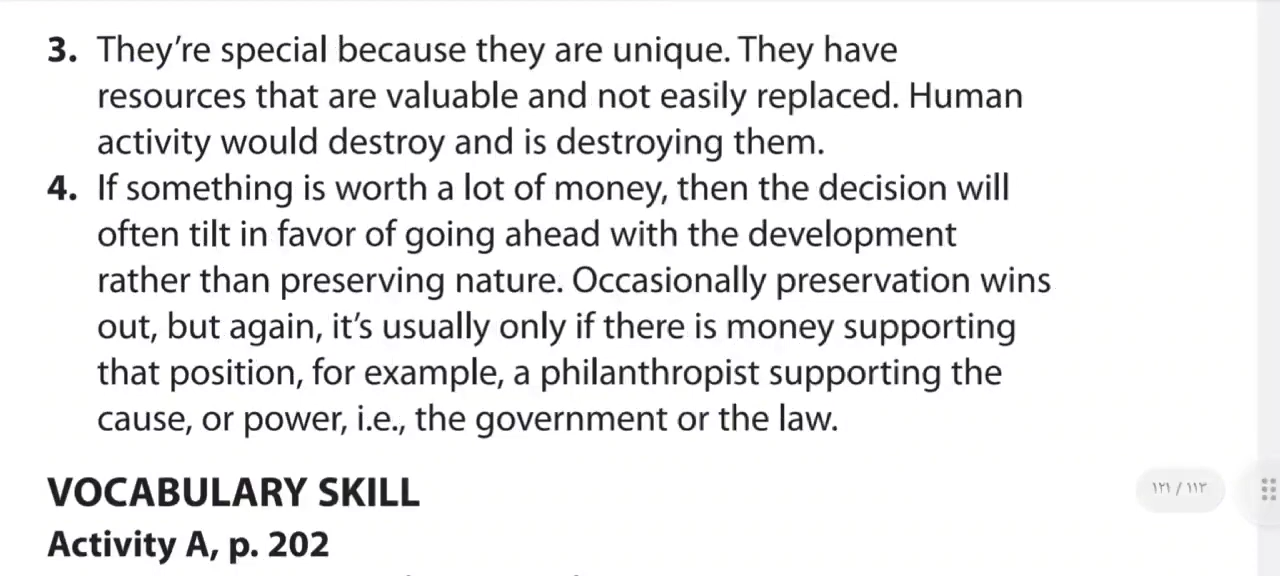 3. They’re special because they are unique. They have
resources that are valuable and not easily replaced. Human
activity would destroy and is destroying them.
4. If something is worth a lot of money, then the decision will
often tilt in favor of going ahead with the development
rather than preserving nature. Occasionally preservation wins
out, but again, it’s usually only if there is money supporting
that position, for example, a philanthropist supporting the
cause, or power, i.e., the government or the law.
VOCABULARY SKILL
١٢١ / ١١٣
Activity A, p. 202